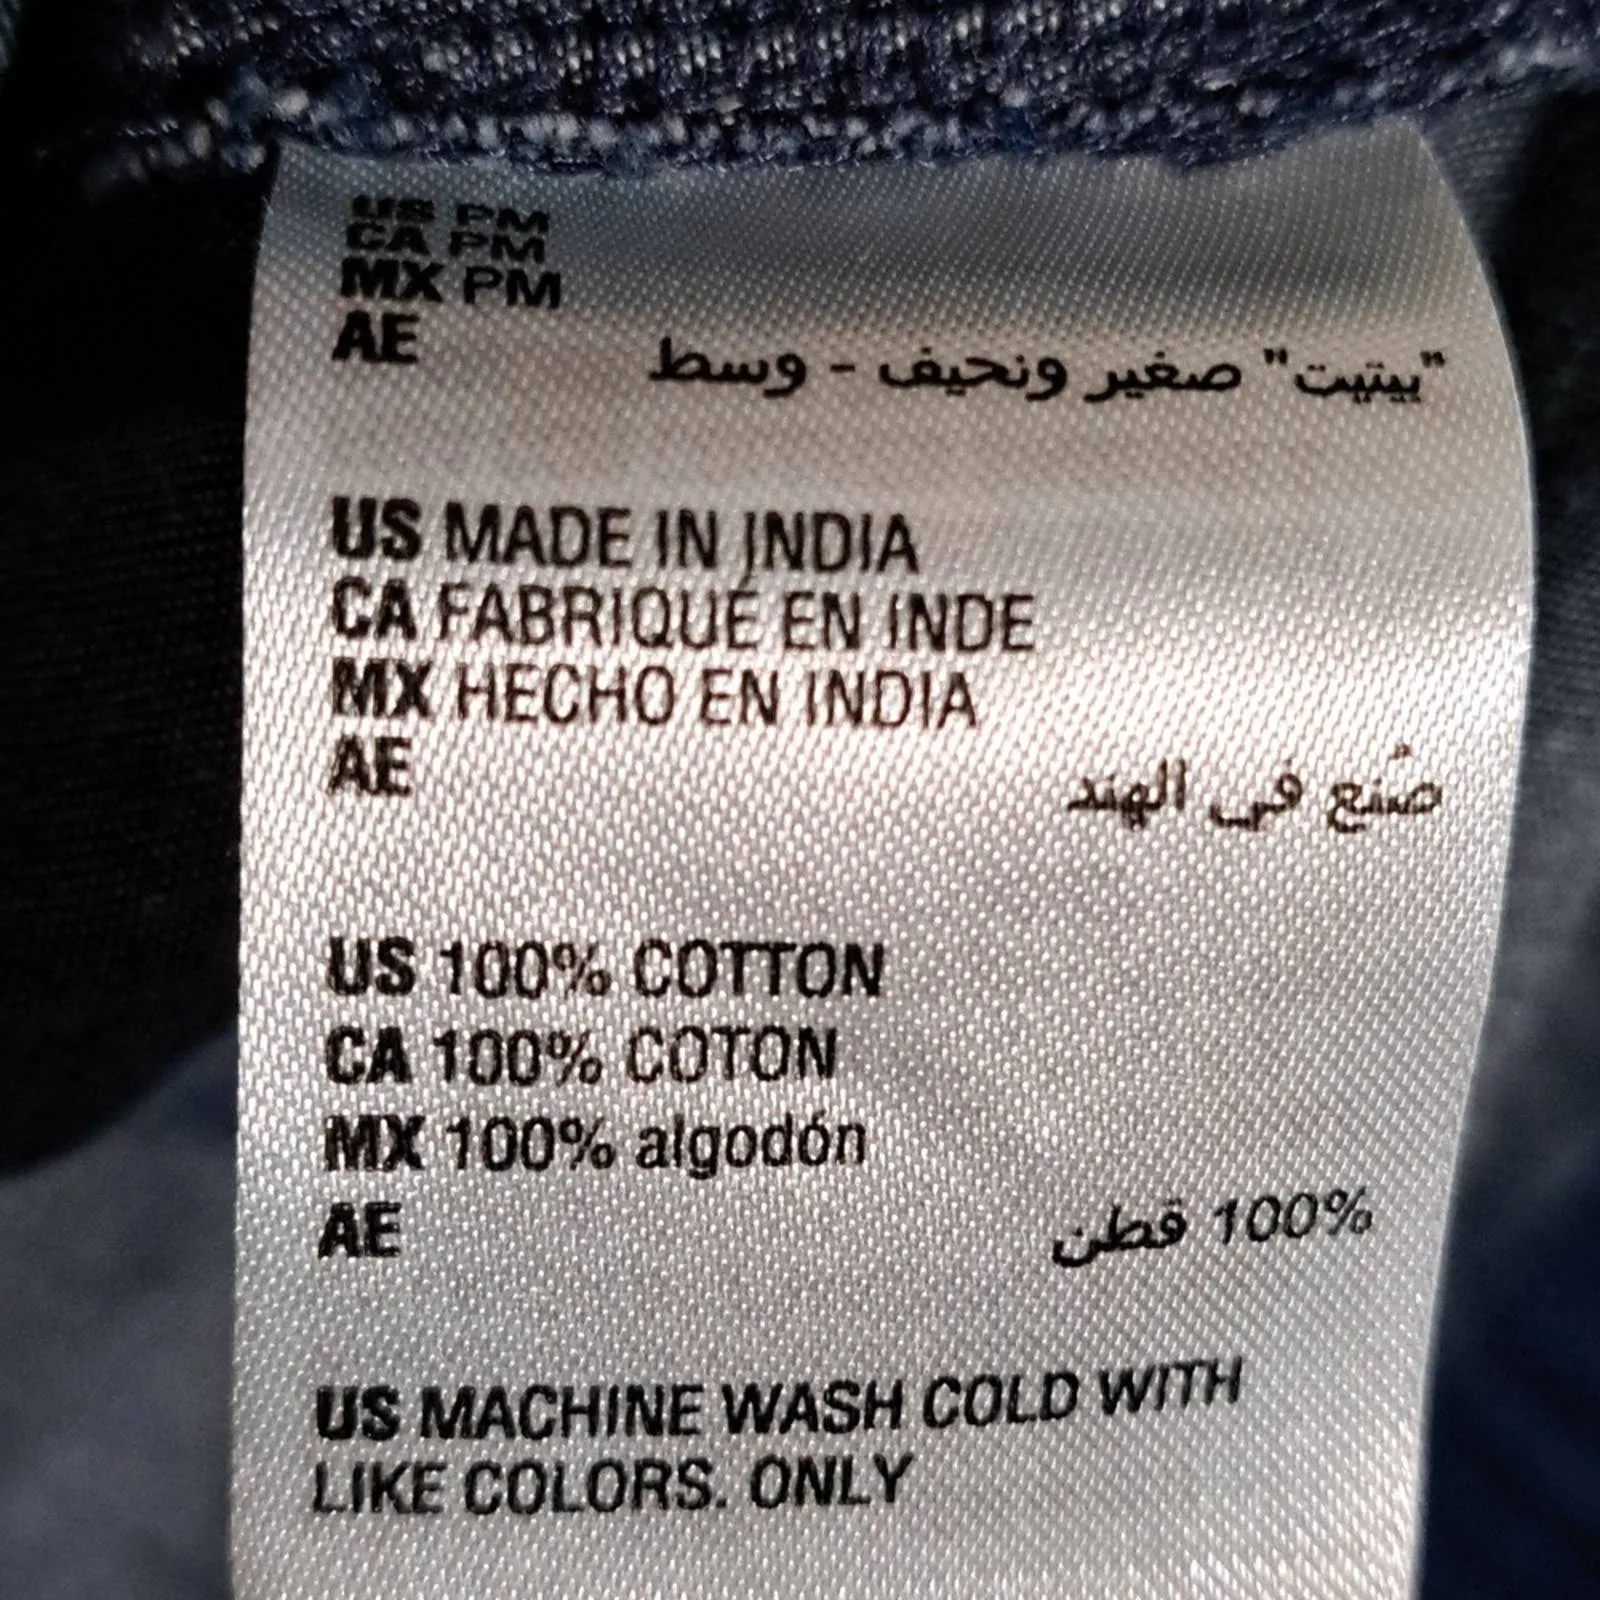 US PM
CA PM
MX PM
AE "بيتيت" صغير ونحيف - وسط
US MADE IN INDIA
CA FABRIQUÉ EN INDE
MX HECHO EN INDIA
AE صُنع في الهند
US 100% COTTON
CA 100% COTON
MX 100% algodón
AE 100% قطن
US MACHINE WASH COLD WITH
LIKE COLORS. ONLY